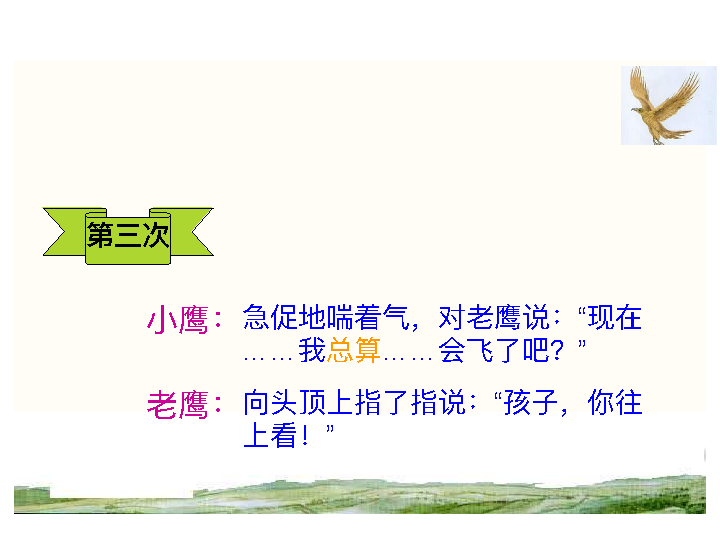 第三次
小鹰：急促地喘着气，对老鹰说：“现在
……我总算……会飞了吧？”
老鹰：向头顶上指了指说：“孩子，你往
上看！”